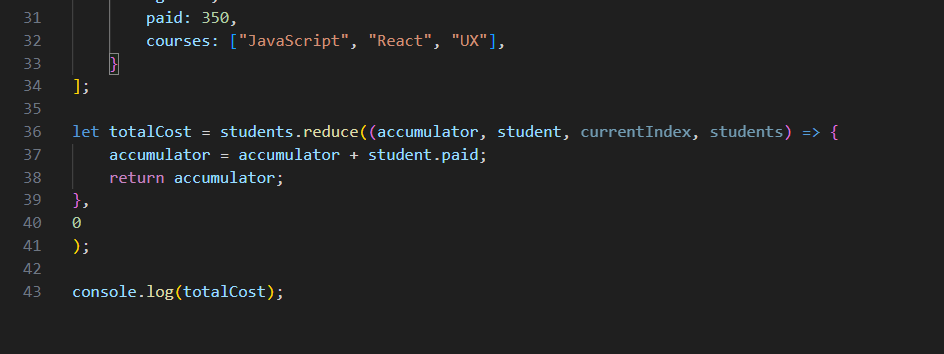 31 paid: 350,
32 courses: ["JavaScript", "React", "UX"],
33 }
34 ];
35
36 let totalCost = students.reduce((accumulator, student, currentIndex, students) => {
37 accumulator = accumulator + student.paid;
38 return accumulator;
39 },
40 0
41 );
42
43 console.log(totalCost);